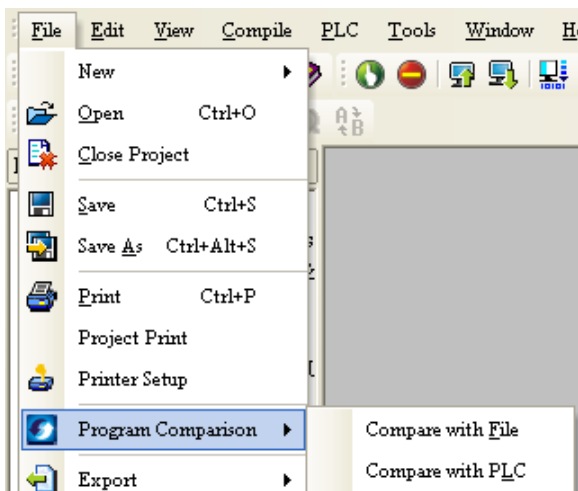 File Edit View Compile PLC Tools Window
New
Open Ctrl+O
Close Project
Save Ctrl+S
Save As Ctrl+Alt+S
Print Ctrl+P
Project Print
Printer Setup
Program Comparison
Compare with File
Export
Compare with PLC